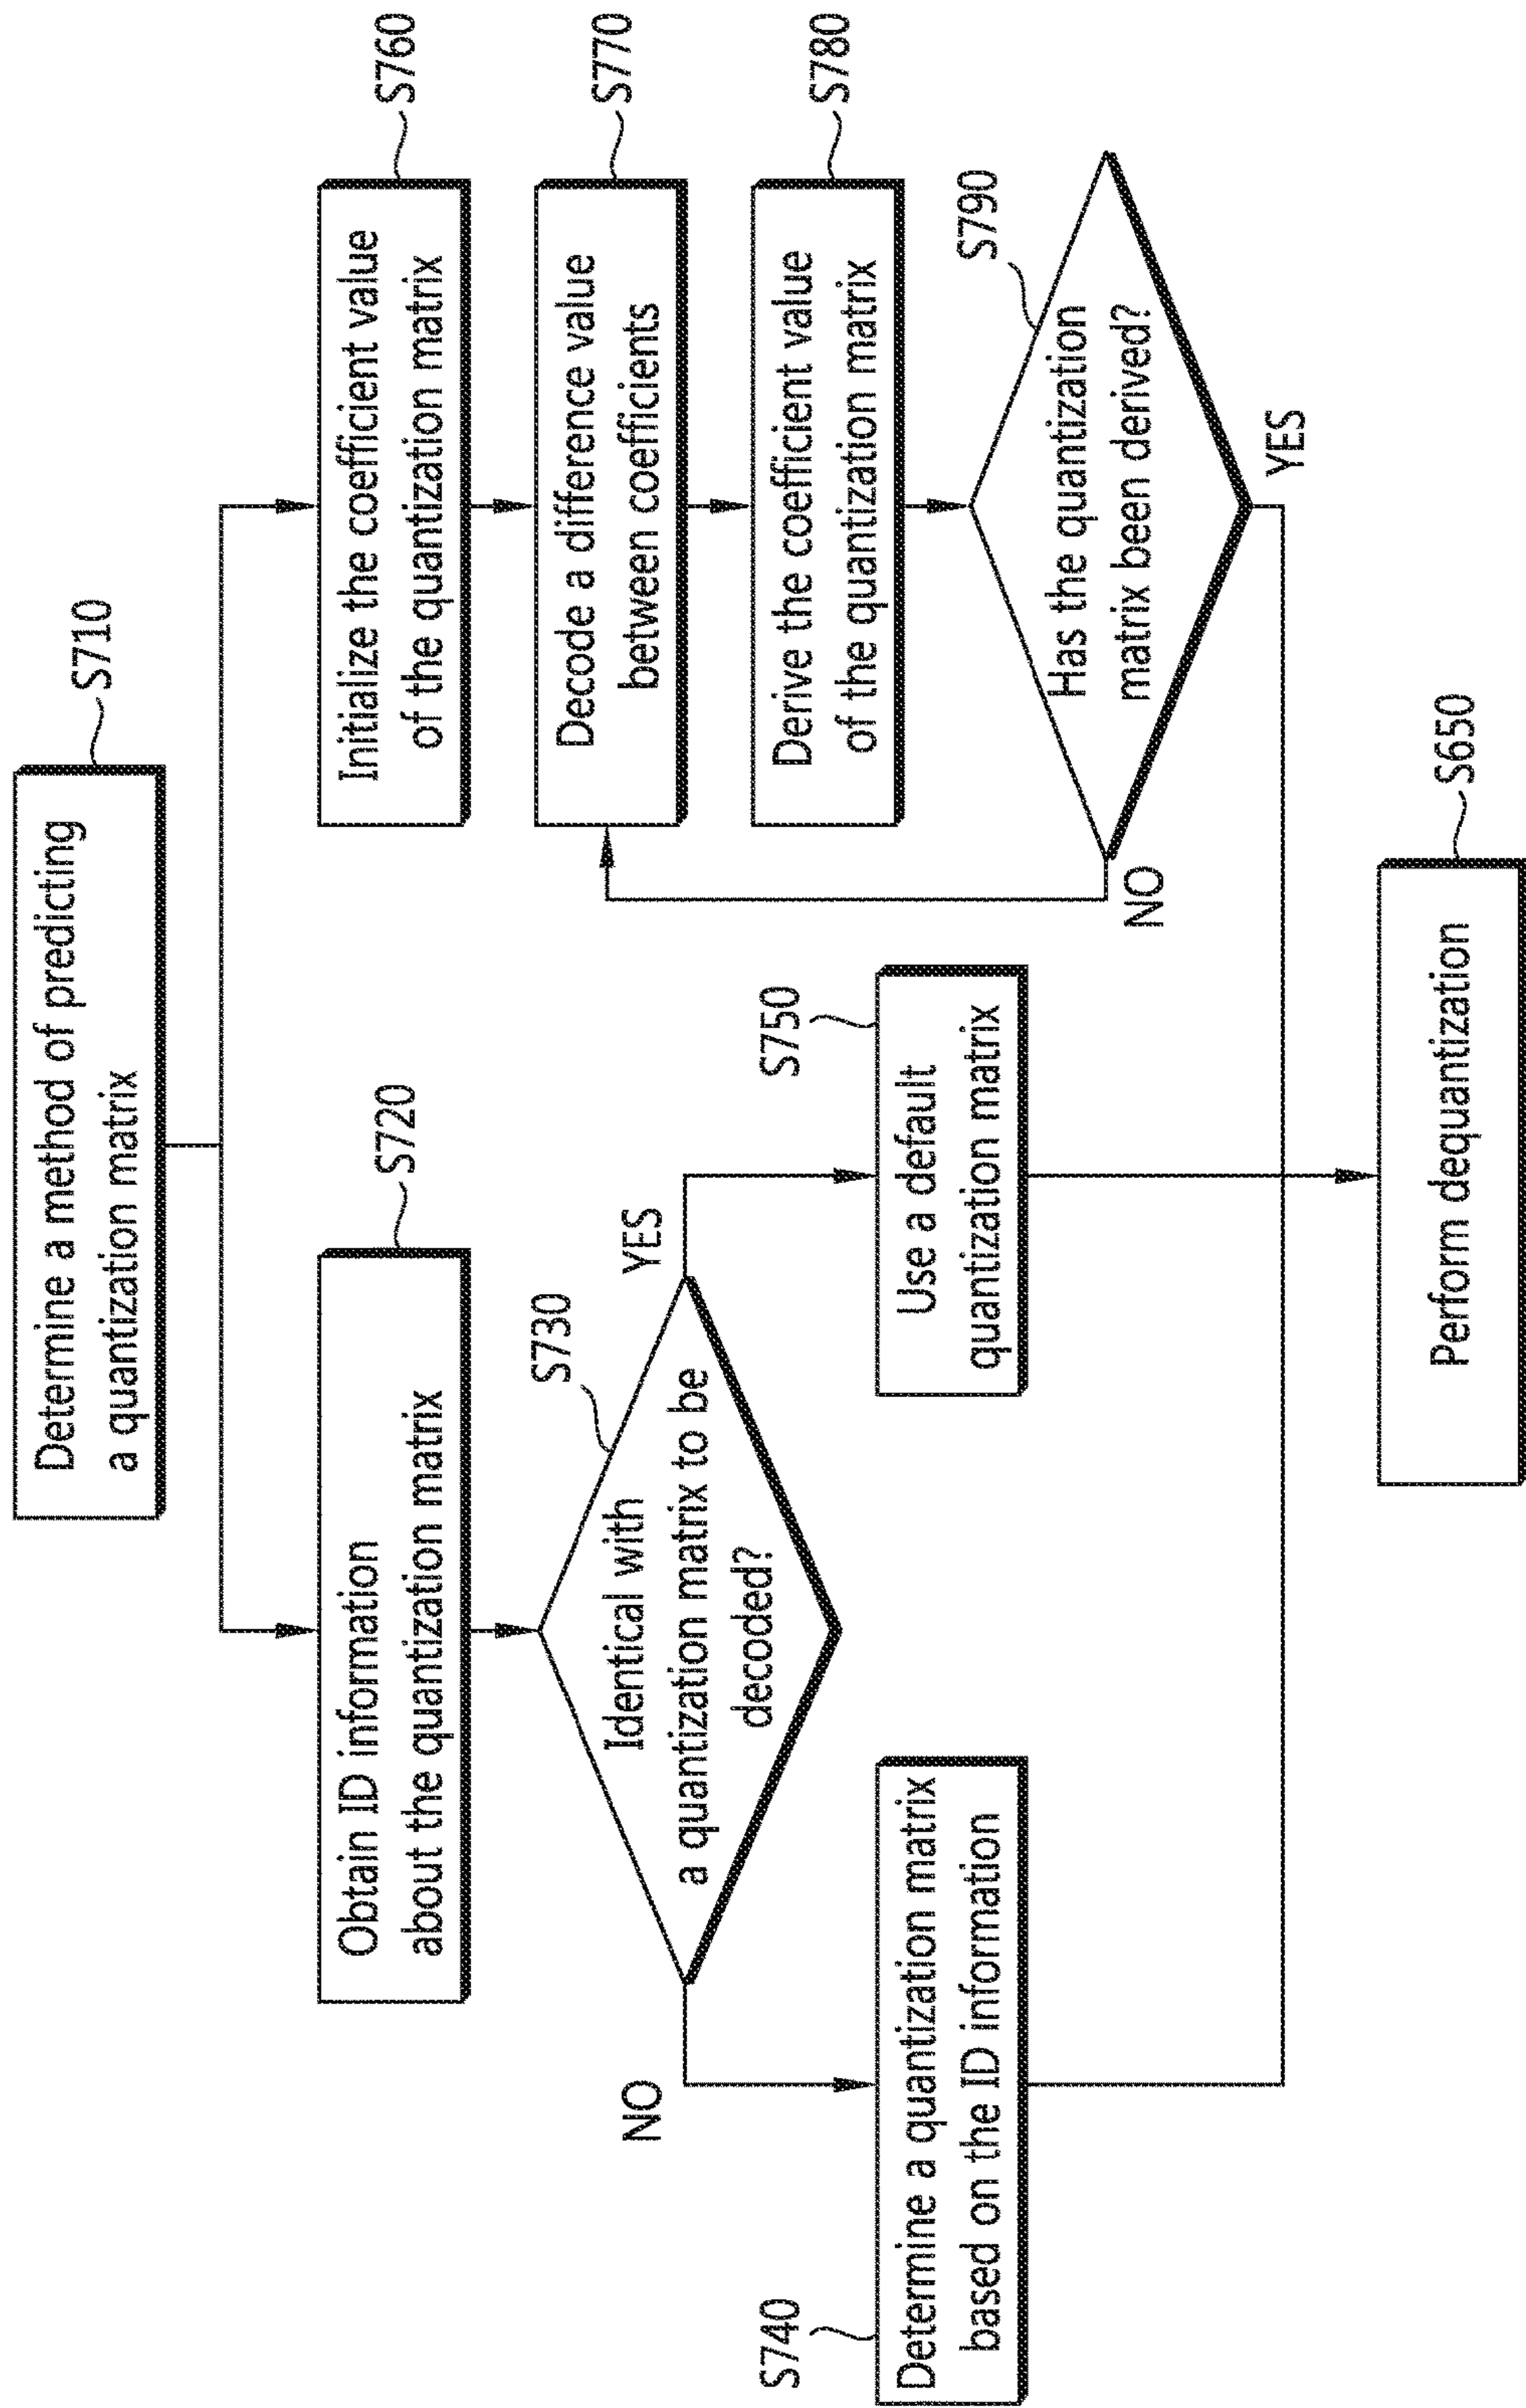 Determine a method of predicting
a quantization matrix
S710
Obtain ID information
about the quantization matrix
S720
Identical with
a quantization matrix to be
decoded?
S730
NO
YES
S740
Determine a quantization matrix
based on the ID information
S750
Use a default
quantization matrix
Initialize the coefficient value
of the quantization matrix
S760
Decode a difference value
between coefficients
S770
Derive the coefficient value
of the quantization matrix
S780
Has the quantization
matrix been derived?
S790
NO
YES
Perform dequantization
S650